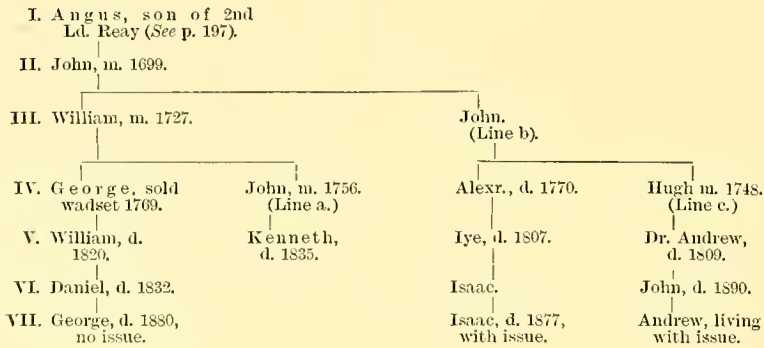 I. Angus, son of 2nd
Ld. Reay (See p. 197).
II. John, m. 1699.
III. William, m. 1727. John.
(Line b).
IV. George, sold John, m. 1756. Alexr., d. 1770. Hugh m. 1748.
wadset 1769. (Line a.) (Line c.)
V. William, d. Kenneth, Iye, d. 1807. Dr. Andrew,
1820. d. 1835. d. 1809.
VI. Daniel, d. 1832. Isaac. John, d. 1890.
VII. George, d. 1880, Isaac, d. 1877, Andrew, living
no issue. with issue. with issue.